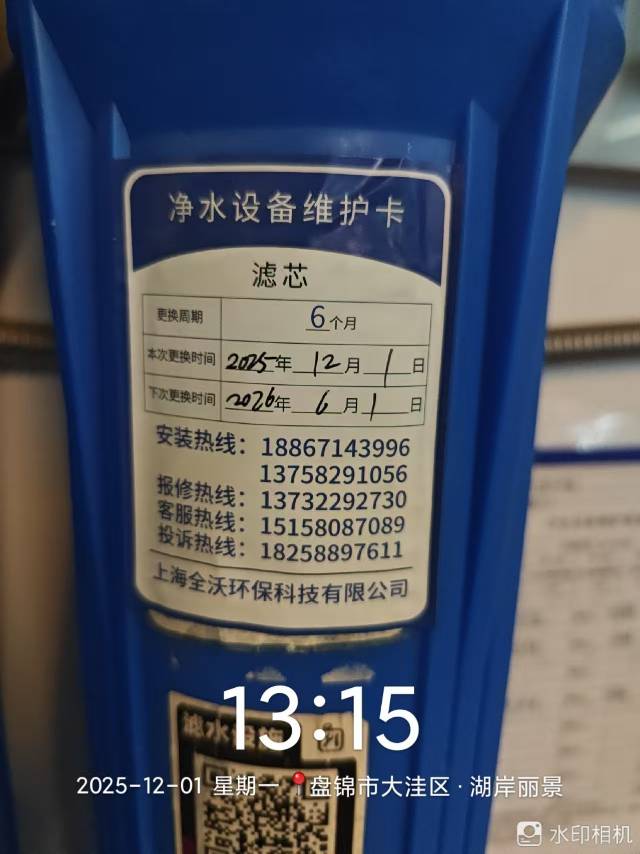 净水设备维护卡
滤芯
更换周期 6个月
本次更换时间 2025年 12月 1日
下次更换时间 2026年 6月 1日
安装热线：18867143996
13758291056
报修热线：13732292730
客服热线：15158087089
投诉热线：18258897611
上海全沃环保科技有限公司
13:15
滤水设备
2025-12-01 星期一 盘锦市大洼区·湖岸丽景
水印相机